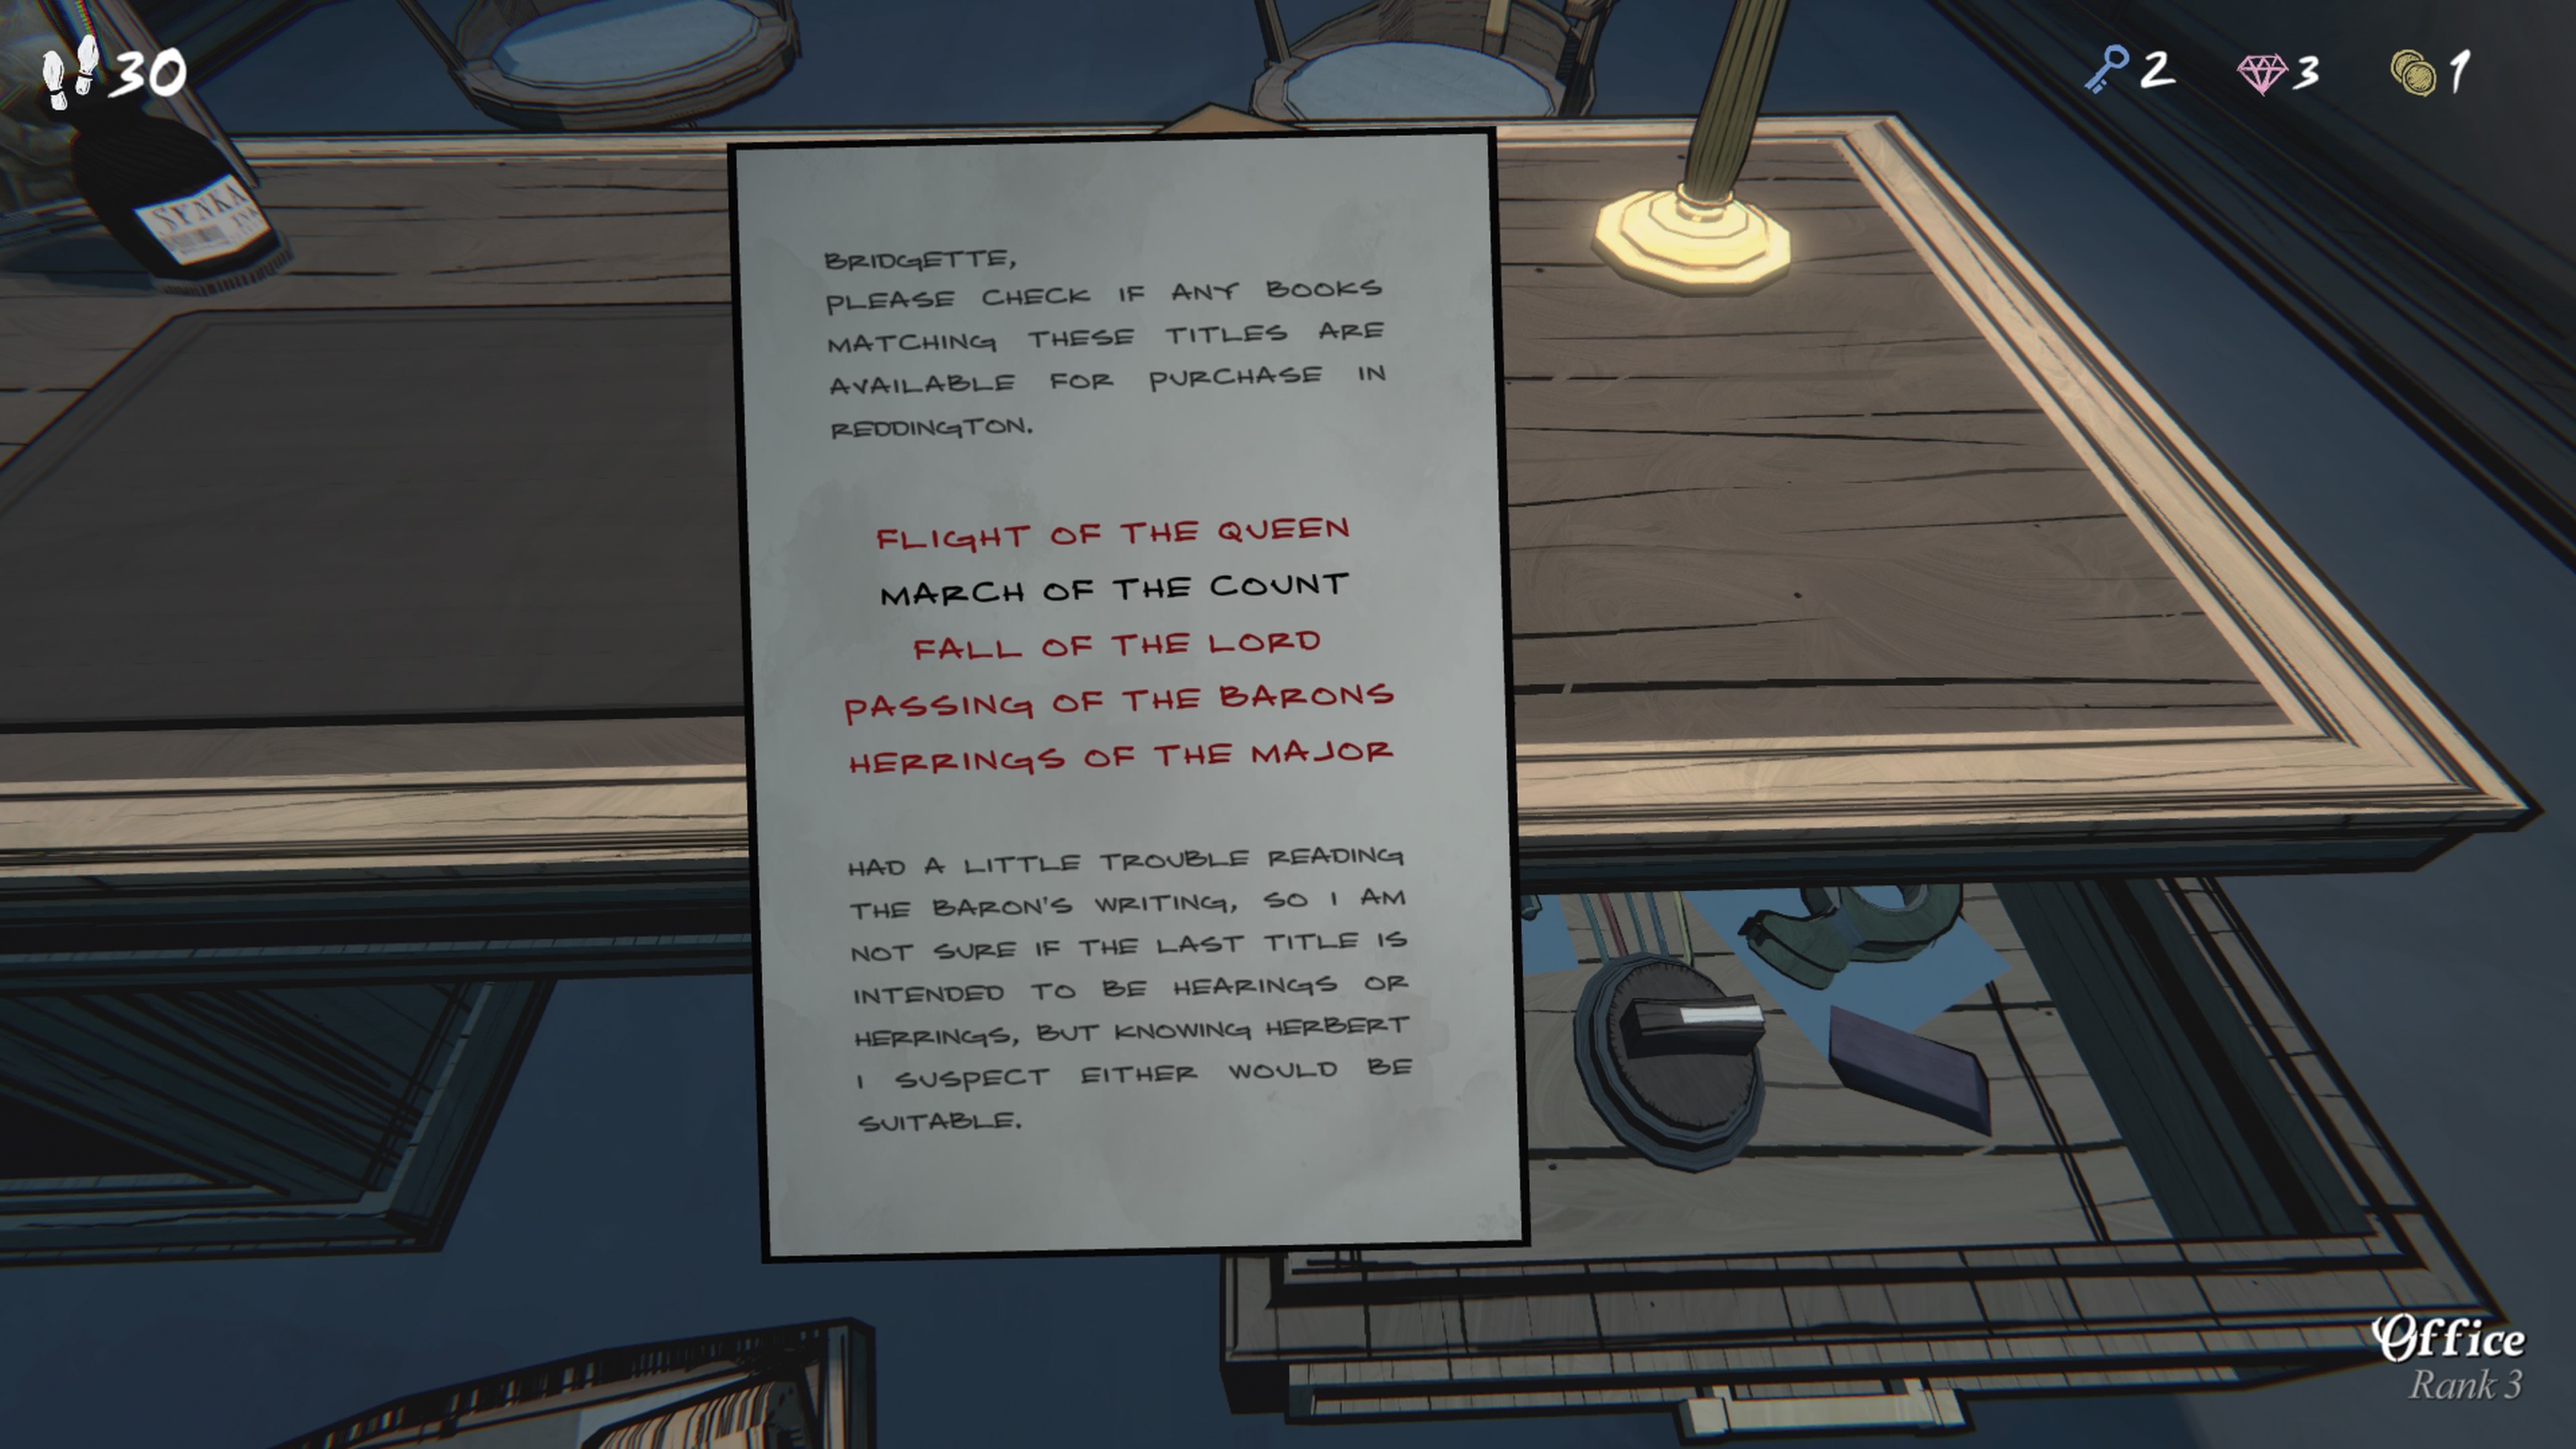 30
2
3
1
SYNKA
INK
BRIDGETTE,
PLEASE CHECK IF ANY BOOKS
MATCHING THESE TITLES ARE
AVAILABLE FOR PURCHASE IN
REDDINGTON.
FLIGHT OF THE QUEEN
MARCH OF THE COUNT
FALL OF THE LORD
PASSING OF THE BARONS
HERRINGS OF THE MAJOR
HAD A LITTLE TROUBLE READING
THE BARON'S WRITING, SO I AM
NOT SURE IF THE LAST TITLE IS
INTENDED TO BE HEARINGS OR
HERRINGS, BUT KNOWING HERBERT
I SUSPECT EITHER WOULD BE
SUITABLE.
Office
Rank 3